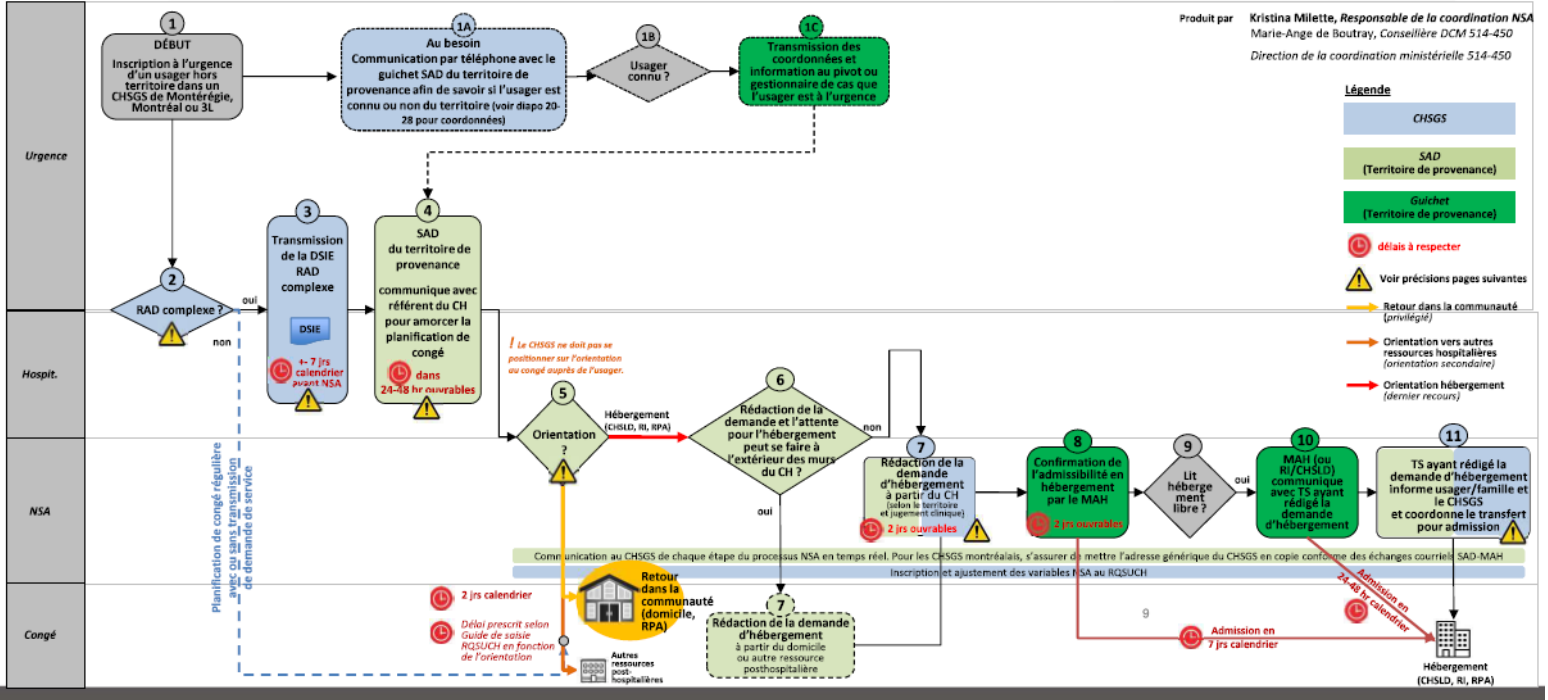 1
DÉBUT
Inscription à l'urgence
d'un usager hors
territoire dans un
CHSGS de Montérégie,
Montréal ou 3L
1A
Au besoin
Communication par téléphone avec le
guichet SAD du territoire de
provenance afin de savoir si l'usager est
connu ou non du territoire (voir diapo 20-
28 pour coordonnées)
1B
Usager
connu ?
1C
Transmission des
coordonnées et
information au pivot ou
gestionnaire de cas que
l'usager est à l'urgence
Produit par Kristina Milette, Responsable de la coordination NSA
Marie-Ange de Boutray, Conseillère DCM 514-450
Direction de la coordination ministérielle 514-450
Légende
CHSGS
SAD
(Territoire de provenance)
Guichet
(Territoire de provenance)
délais à respecter
Voir précisions pages suivantes
Retour dans la communauté
(privilégié)
Orientation vers autres
ressources hospitalières
(orientation secondaire)
Orientation hébergement
(dernier recours)
Urgence
Hospit.
NSA
Congé
2
RAD complexe ?
oui
non
3
Transmission
de la DSIE
RAD
complexe
DSIE
+- 7 jrs
calendrier
avant NSA
4
SAD
du territoire de
provenance
communique avec
référent du CH
pour amorcer la
planification de
congé
dans
24-48 hr ouvrables
! Le CHSGS ne doit pas se
positionner sur l'orientation
au congé auprès de l'usager.
5
Orientation
?
Hébergement
(CHSLD, RI, RPA)
6
Rédaction de la
demande et l'attente
pour l'hébergement
peut se faire à
l'extérieur des murs
du CH ?
non
oui
7
Rédaction de la
demande
d'hébergement
à partir du CH
(selon le territoire
et jugement clinique)
2 jrs ouvrables
8
Confirmation de
l'admissibilité en
hébergement
par le MAH
2 jrs ouvrables
9
Lit
héberge
ment
libre ?
oui
10
MAH (ou
RI/CHSLD)
communique
avec TS ayant
rédigé la
demande
d'hébergement
11
TS ayant rédigé la
demande d'hébergement
informe usager/famille et
le CHSGS
et coordonne le transfert
pour admission
Planification de congé régulière
avec ou sans transmission
de demande de service
Communication au CHSGS de chaque étape du processus NSA en temps réel. Pour les CHSGS montréalais, s'assurer de mettre l'adresse générique du CHSGS en copie conforme des échanges courriels SAD-MAH
Inscription et ajustement des variables NSA au RQSUCH
2 jrs calendrier
Délai prescrit selon
Guide de saisie
RQSUCH en fonction
de l'orientation
Retour
dans la
communauté
(domicile,
RPA)
Autres
ressources
post-
hospitalières
7
Rédaction de la demande
d'hébergement
à partir du domicile
ou autre ressource
posthospitalière
9
Admission en
7 jrs calendrier
Admission en
24-48 hr calendrier
Hébergement
(CHSLD, RI, RPA)